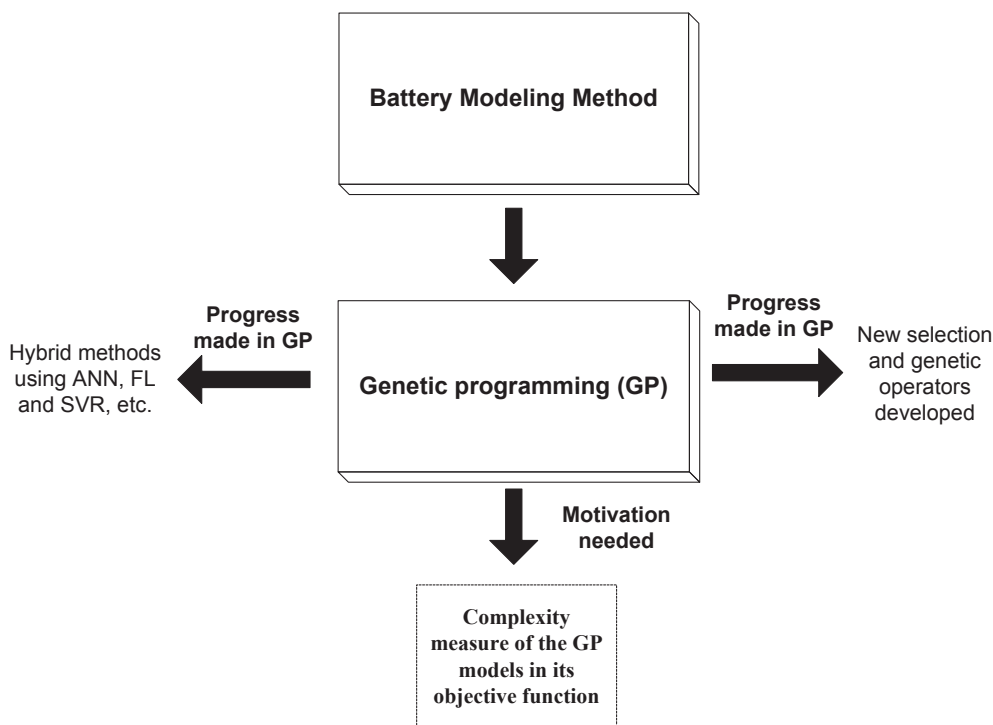 Battery Modeling Method
Progress
made in GP
Hybrid methods
using ANN, FL
and SVR, etc.
Genetic programming (GP)
Progress
made in GP
New selection
and genetic
operators
developed
Motivation
needed
Complexity
measure of the GP
models in its
objective function